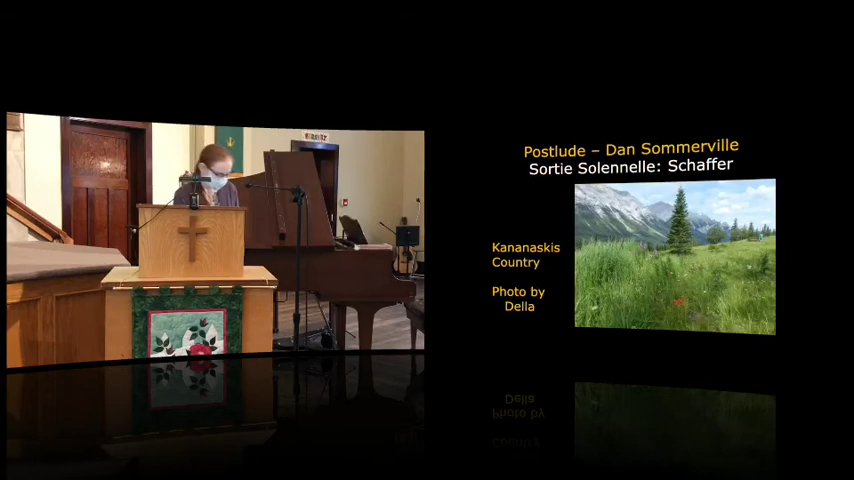 Postlude – Dan Sommerville
Sortie Solennelle: Schaffer
Kananaskis
Country
Photo by
Della